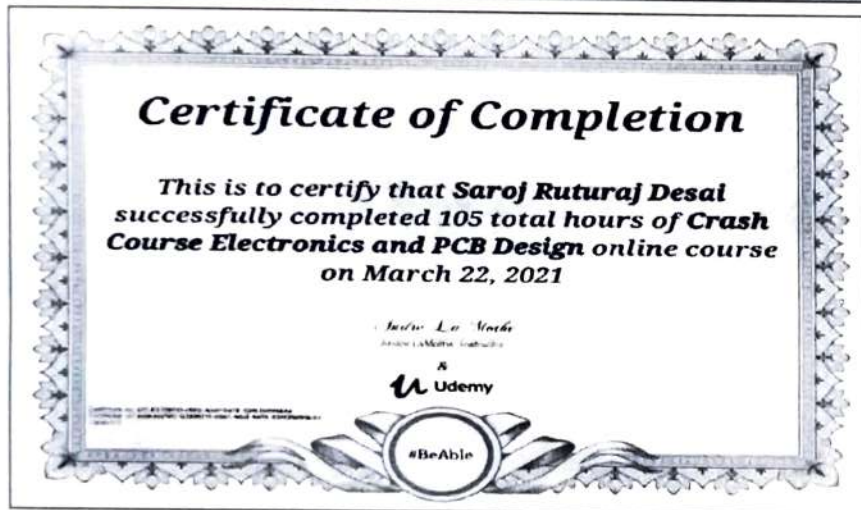 Certificate of Completion
This is to certify that Saroj Ruturaj Desai
successfully completed 105 total hours of Crash
Course Electronics and PCB Design online course
on March 22, 2021
&
Udemy
#BeAble